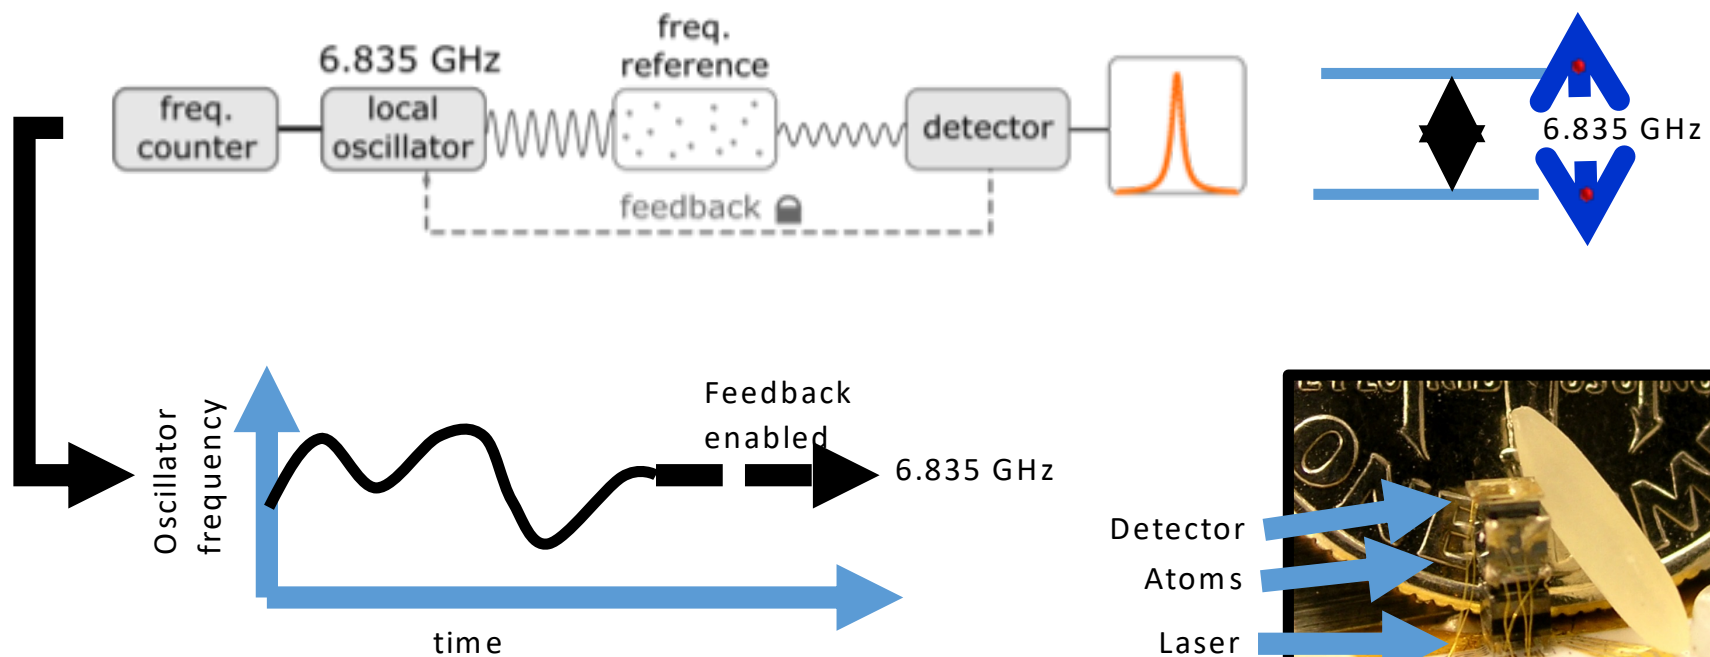 freq.
6.835 GHz
reference
freq.
counter
local
oscillator
detector
feedback
6.835 GHz
Oscillator
frequency
Feedback
enabled
6.835 GHz
time
Detector
Atoms
Laser